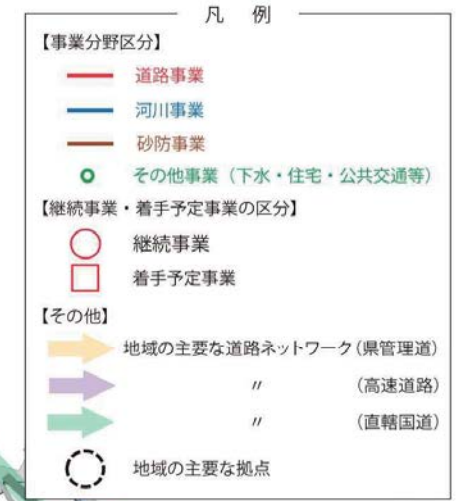 凡 例
【事業分野区分】
道路事業
河川事業
砂防事業
その他事業（下水・住宅・公共交通等）
【継続事業・着手予定事業の区分】
継続事業
着手予定事業
【その他】
地域の主要な道路ネットワーク（県管理道）
〃 （高速道路）
〃 （直轄国道）
地域の主要な拠点